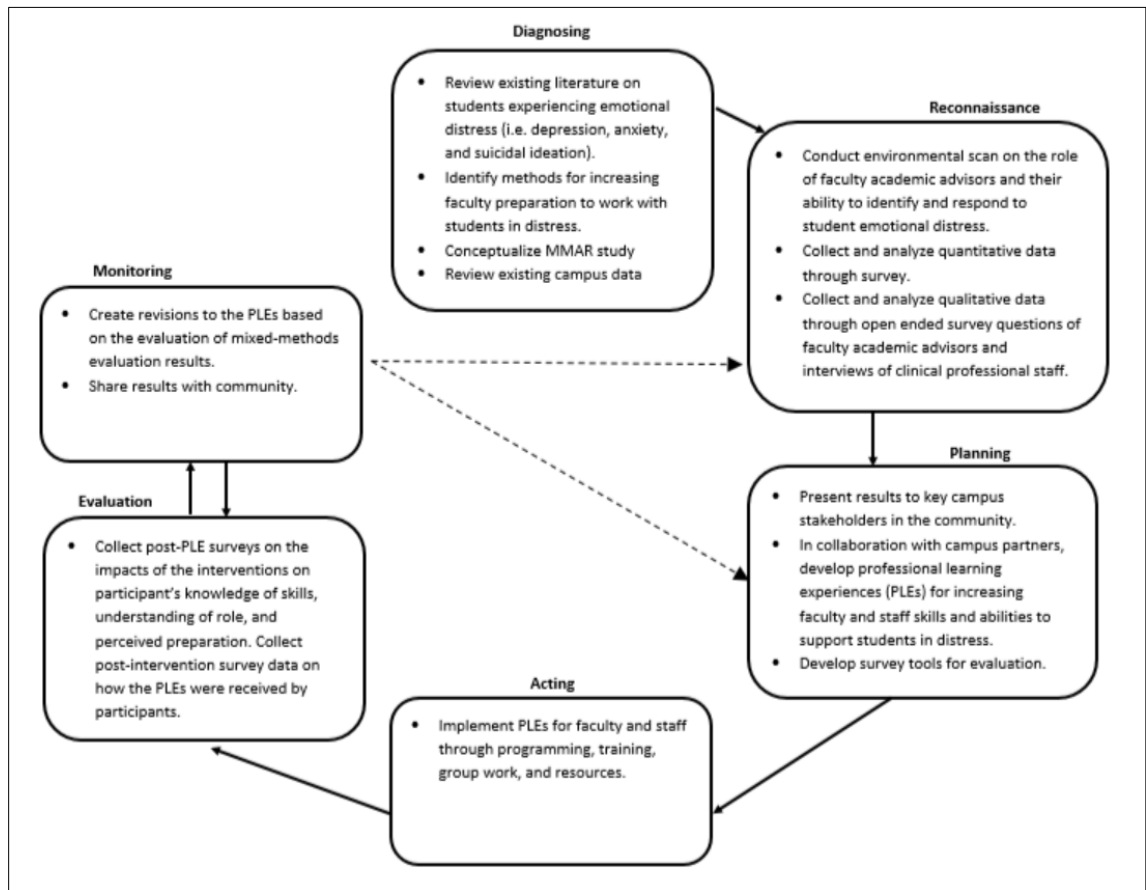 Diagnosing
• Review existing literature on
students experiencing emotional
distress (i.e. depression, anxiety,
and suicidal ideation).
• Identify methods for increasing
faculty preparation to work with
students in distress.
• Conceptualize MMAR study
• Review existing campus data
Reconnaissance
• Conduct environmental scan on the role
of faculty academic advisors and their
ability to identify and respond to
student emotional distress.
• Collect and analyze quantitative data
through survey.
• Collect and analyze qualitative data
through open ended survey questions of
faculty academic advisors and
interviews of clinical professional staff.
Planning
• Present results to key campus
stakeholders in the community.
• In collaboration with campus partners,
develop professional learning
experiences (PLEs) for increasing
faculty and staff skills and abilities to
support students in distress.
• Develop survey tools for evaluation.
Acting
• Implement PLEs for faculty and staff
through programming, training,
group work, and resources.
Evaluation
• Collect post-PLE surveys on the
impacts of the interventions on
participant's knowledge of skills,
understanding of role, and
perceived preparation. Collect
post-intervention survey data on
how the PLEs were received by
participants.
Monitoring
• Create revisions to the PLEs based
on the evaluation of mixed-methods
evaluation results.
• Share results with community.